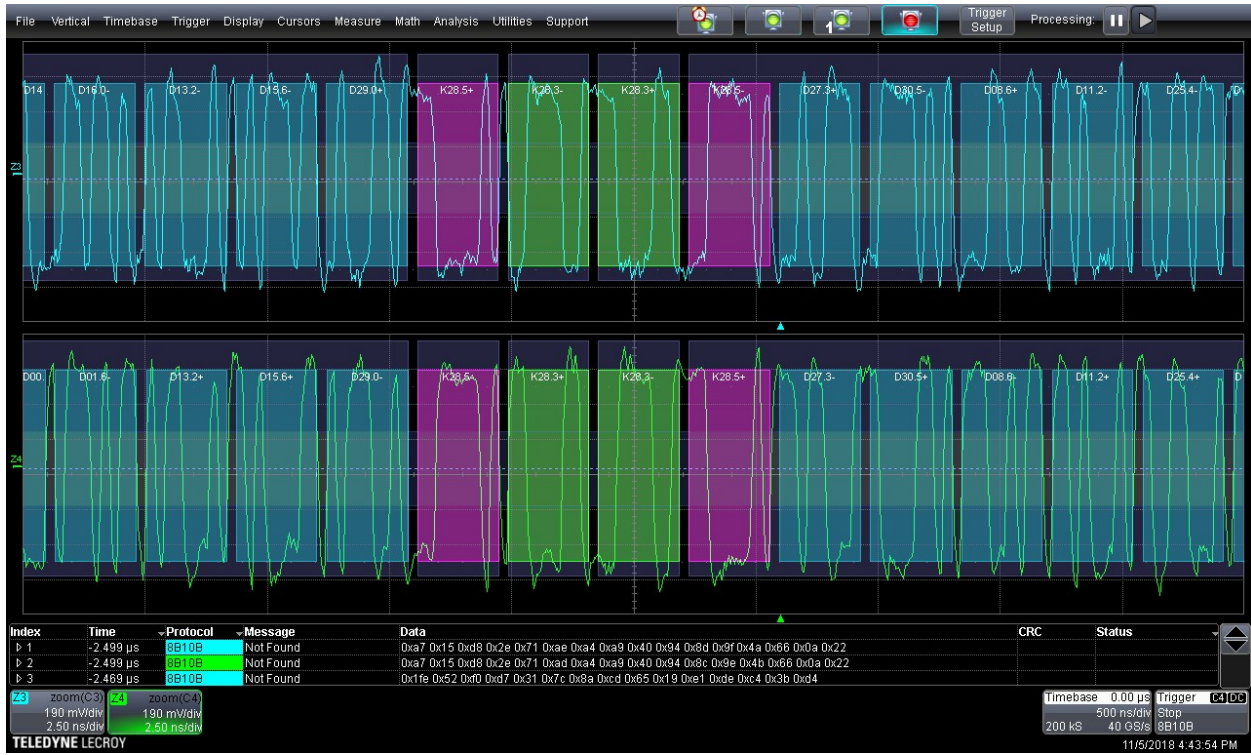 File Vertical Timebase Trigger Display Cursors Measure Math Analysis Utilities Support 1 Trigger Setup Processing:
D14 D16.0- D13.2- D15.6- D29.0+ K28.5+ K28.3- K28.3+ K28.5- D27.3+ D30.5- D08.6+ D11.2- D25.4-
Z3
D00. D01.6- D13.2+ D15.6+ D29.0- K28.5- K28.3+ K28.3- K28.5+ D27.3- D30.5+ D08.6- D11.2+ D25.4+ D
Z4
Index Time Protocol Message Data CRC Status
1 -2.499 µs 8B10B Not Found 0xa7 0x15 0xd8 0x2e 0x71 0xae 0xa4 0xa9 0x40 0x94 0x8d 0x9f 0x4a 0x66 0x0a 0x22
2 -2.499 µs 8B10B Not Found 0xa7 0x15 0xd8 0x2e 0x71 0xad 0xa4 0xa9 0x40 0x94 0x8c 0x9e 0x4b 0x66 0x0a 0x22
3 -2.469 µs 8B10B Not Found 0x1fe 0x52 0xf0 0xd7 0x31 0x7c 0x8a 0xcd 0x65 0x19 0xe1 0xde 0xc4 0x3b 0xd4
Z3 zoom(C3) Z4 zoom(C4) Timebase 0.00 µs Trigger C4 DC
190 mV/div 190 mV/div 500 ns/div Stop
2.50 ns/div 2.50 ns/div 200 kS 40 GS/s 8B10B
TELEDYNE LECROY 11/5/2018 4:43:54 PM